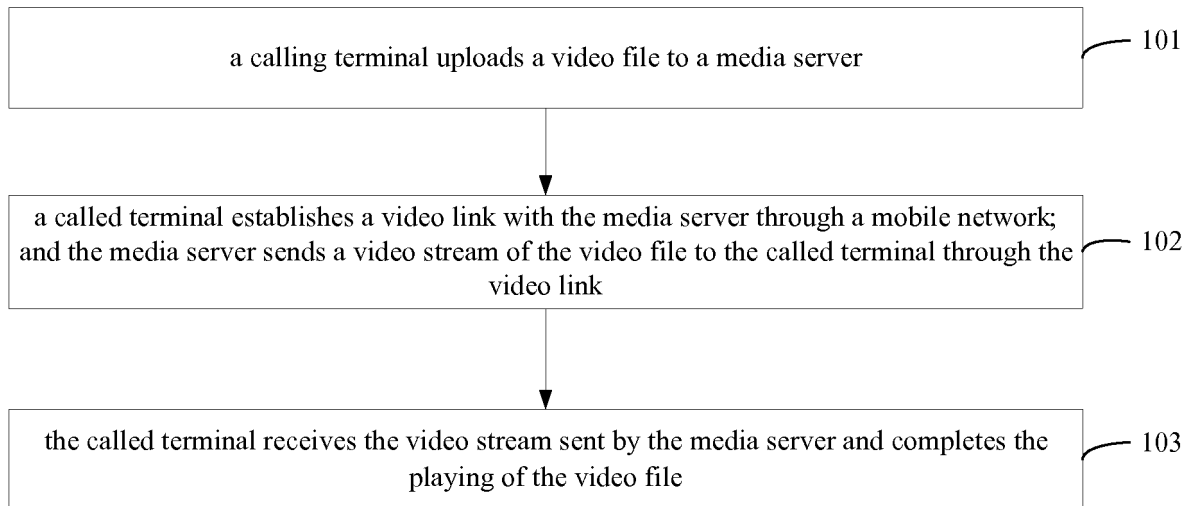 a calling terminal uploads a video file to a media server
101
a called terminal establishes a video link with the media server through a mobile network;
and the media server sends a video stream of the video file to the called terminal through the
video link
102
the called terminal receives the video stream sent by the media server and completes the
playing of the video file
103